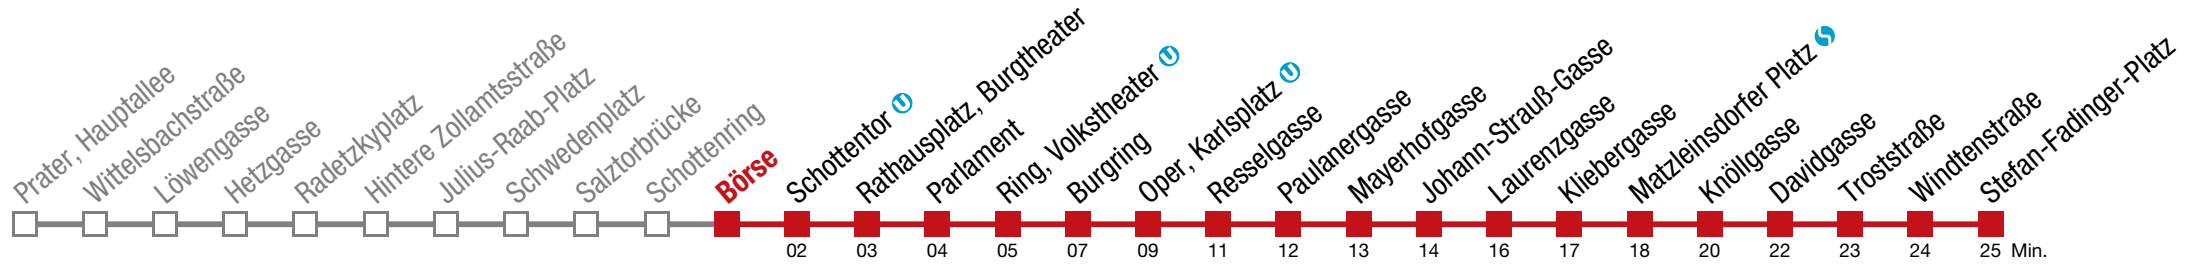 Prater, Hauptallee
Wittelsbachstraße
Löwengasse
Hetzgasse
Radetzkyplatz
Hintere Zollamtsstraße
Julius-Raab-Platz
Schwedenplatz
Salztorbrücke
Schottenring
Börse
Schottentor U
Rathausplatz, Burgtheater
Parlament
Ring, Volkstheater U
Burgring
Oper, Karlsplatz U
Resselgasse
Paulanergasse
Mayerhofgasse
Johann-Strauß-Gasse
Laurenzgasse
Kliebergasse
Matzleinsdorfer Platz S
Knöllgasse
Davidgasse
Troststraße
Windtenstraße
Stefan-Fadinger-Platz
02 03 04 05 07 09 11 12 13 14 16 17 18 20 22 23 24 25 Min.